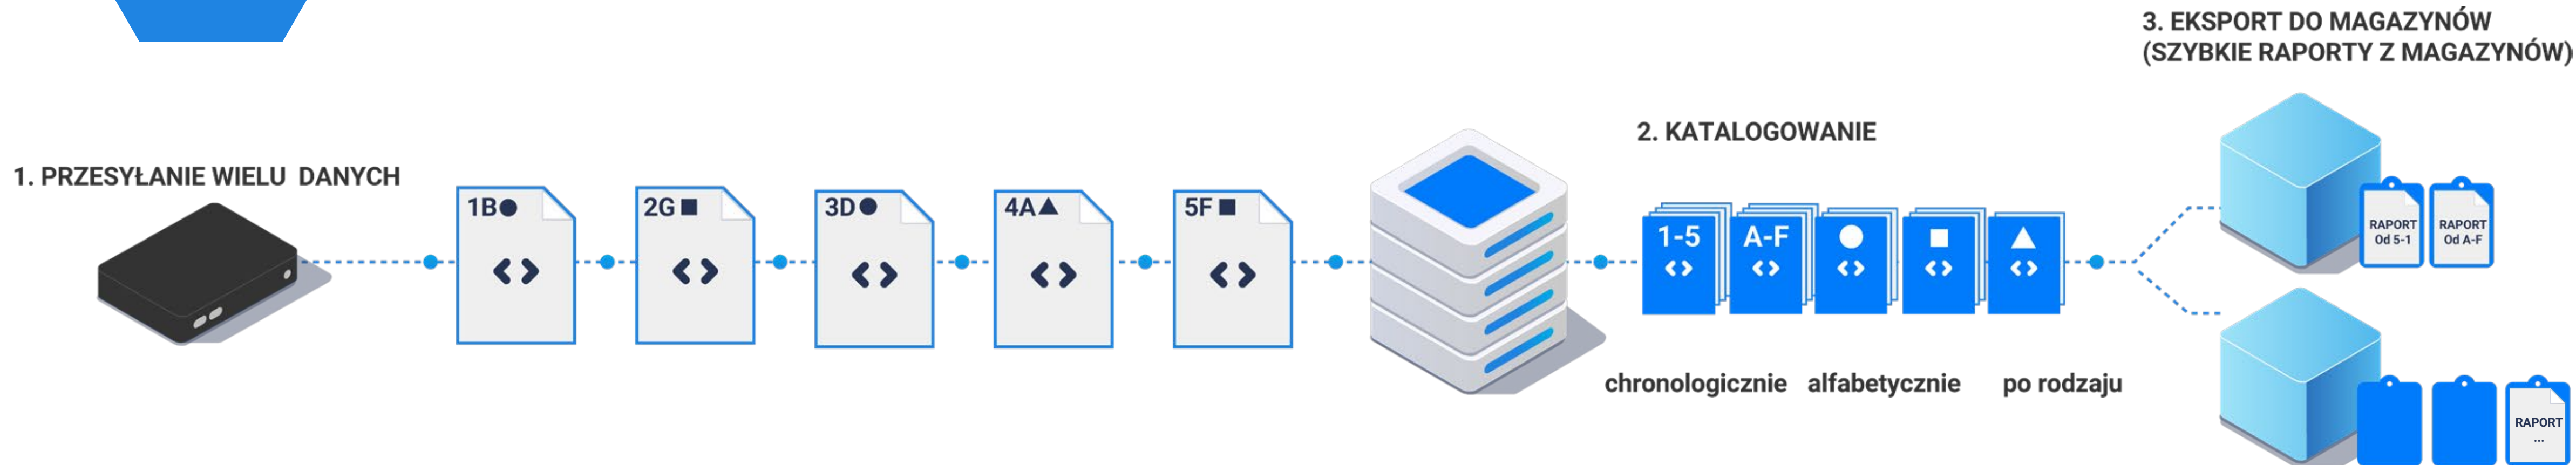 1. PRZESYŁANIE WIELU DANYCH
1B
2G
3D
4A
5F
2. KATALOGOWANIE
1-5
A-F
chronologicznie
alfabetycznie
po rodzaju
3. EKSPORT DO MAGAZYNÓW
(SZYBKIE RAPORTY Z MAGAZYNÓW)
RAPORT
Od 5-1
RAPORT
Od A-F
RAPORT
...